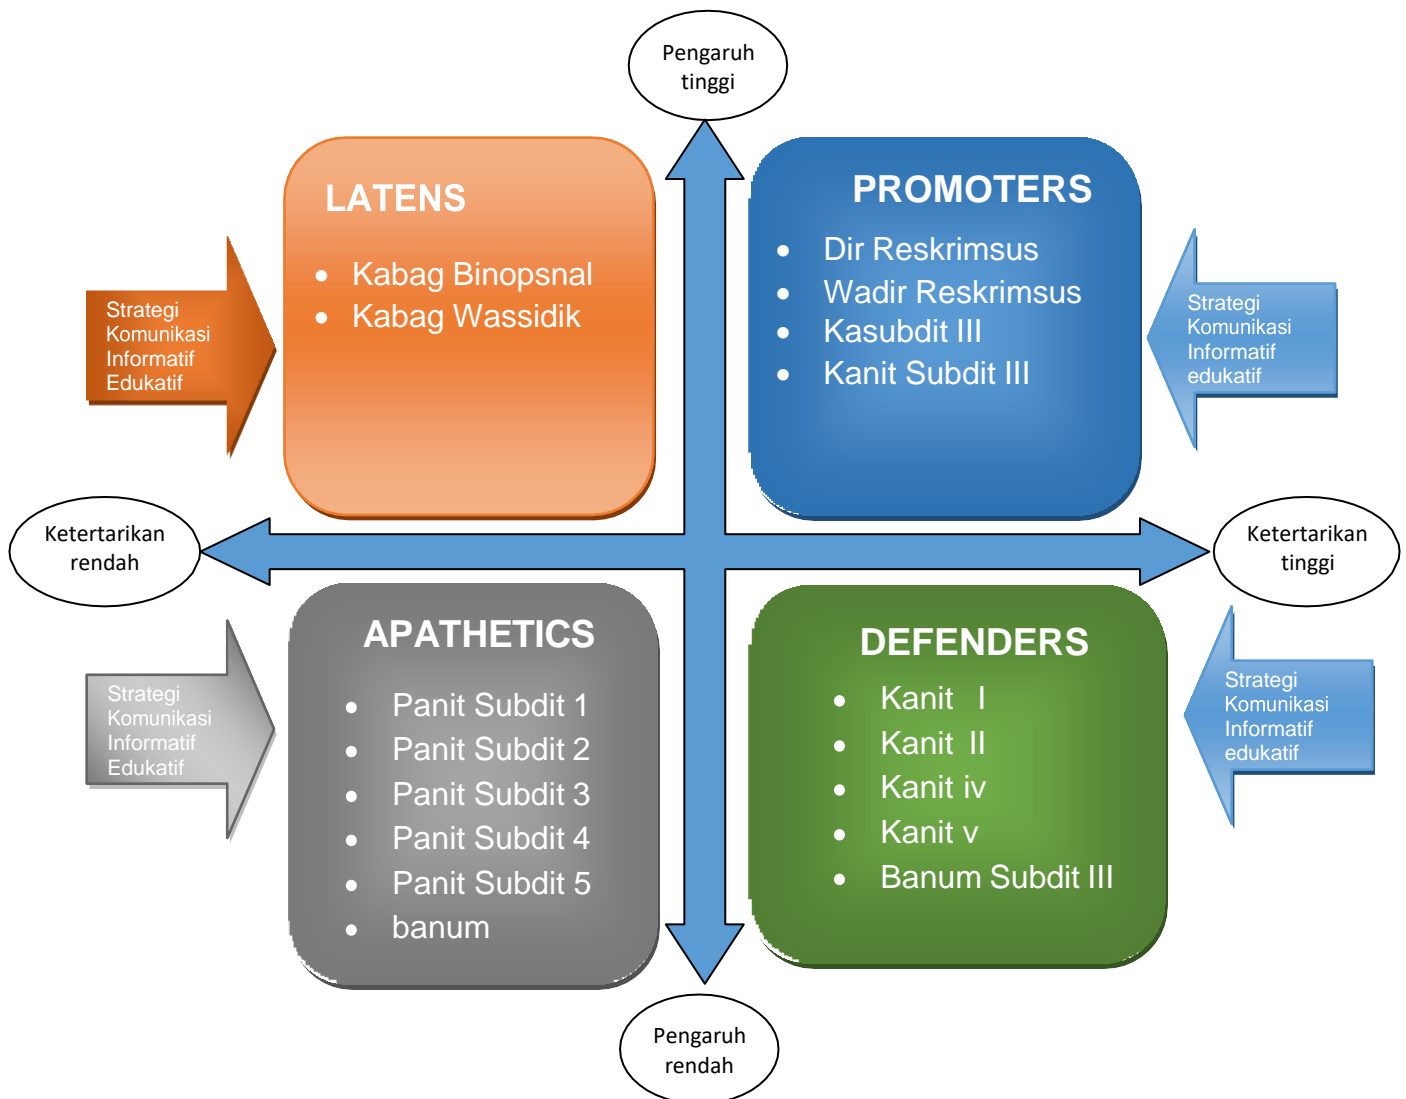 Pengaruh
tinggi
LATENS
• Kabag Binopsnal
• Kabag Wassidik
PROMOTERS
• Dir Reskrimsus
• Wadir Reskrimsus
• Kasubdit III
• Kanit Subdit III
Strategi
Komunikasi
Informatif
Edukatif
Strategi
Komunikasi
Informatif
edukatif
Ketertarikan
rendah
Ketertarikan
tinggi
APATHETICS
• Panit Subdit 1
• Panit Subdit 2
• Panit Subdit 3
• Panit Subdit 4
• Panit Subdit 5
• banum
DEFENDERS
• Kanit I
• Kanit II
• Kanit iv
• Kanit v
• Banum Subdit III
Strategi
Komunikasi
Informatif
Edukatif
Strategi
Komunikasi
Informatif
edukatif
Pengaruh
rendah